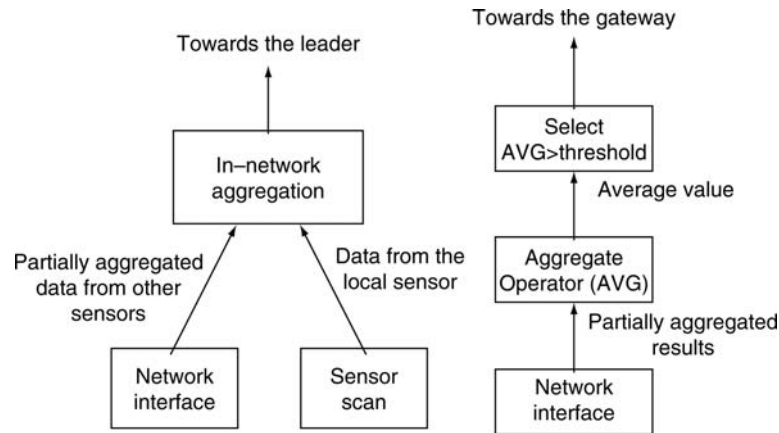 Towards the leader
In–network
aggregation
Partially aggregated
data from other
sensors
Data from the
local sensor
Network
interface
Sensor
scan
Towards the gateway
Select
AVG>threshold
Average value
Aggregate
Operator (AVG)
Partially aggregated
results
Network
interface